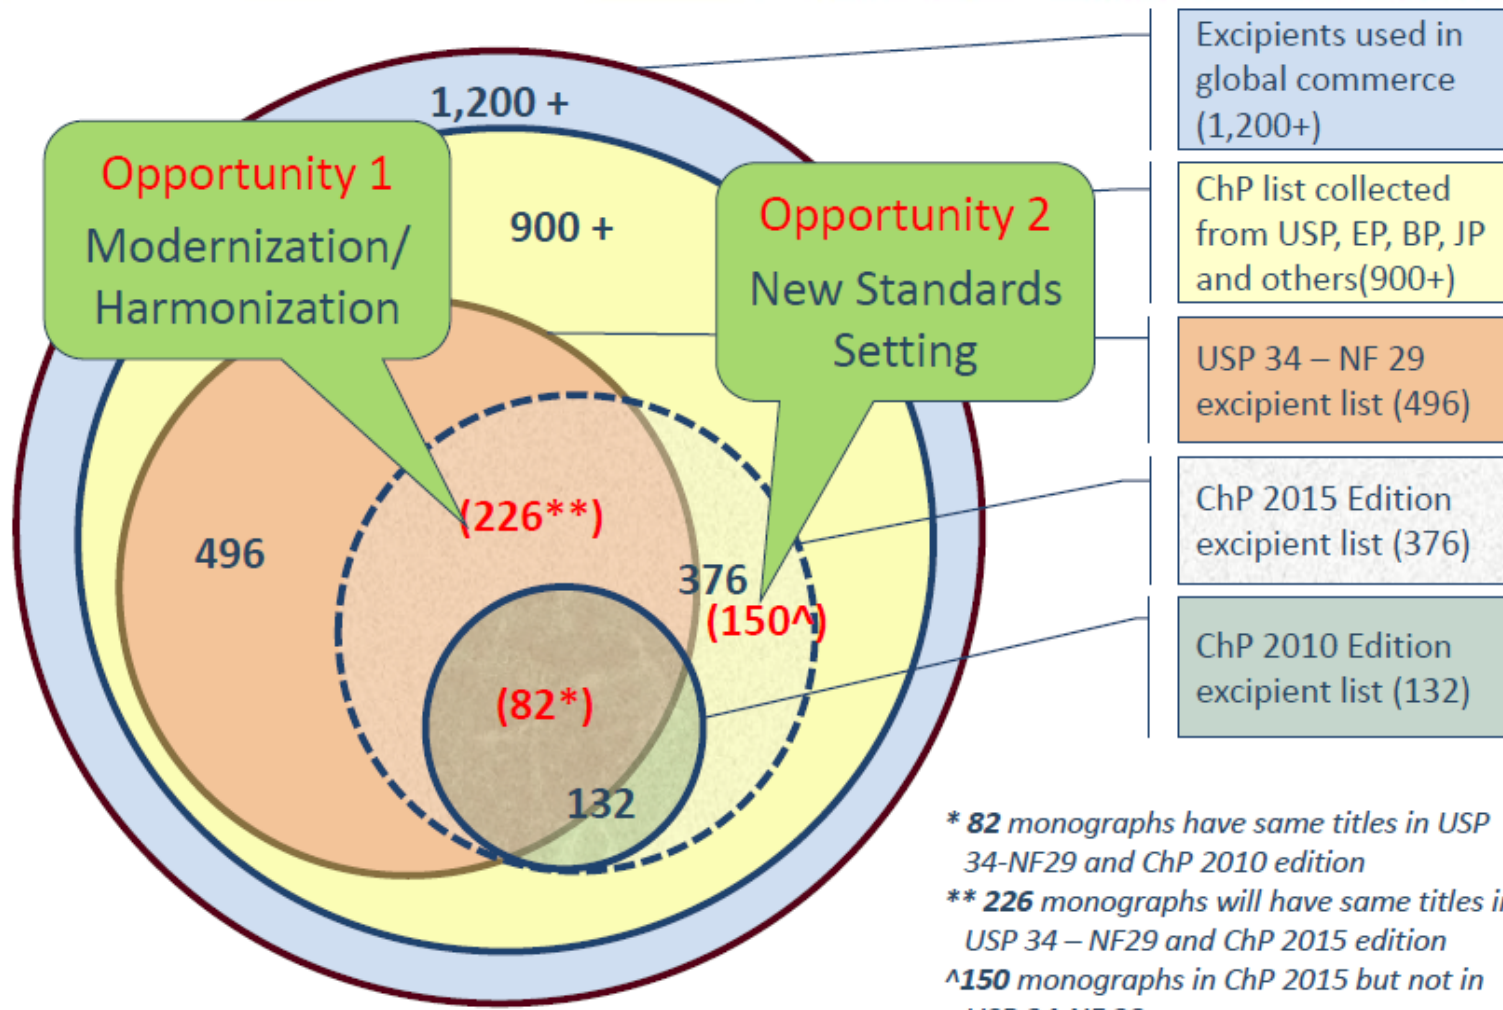 1,200 +
Opportunity 1
Modernization/
Harmonization
900 +
Opportunity 2
New Standards
Setting
(226**)
496
376
(150^)
(82*)
132
Excipients used in
global commerce
(1,200+)
ChP list collected
from USP, EP, BP, JP
and others(900+)
USP 34 – NF 29
excipient list (496)
ChP 2015 Edition
excipient list (376)
ChP 2010 Edition
excipient list (132)
* 82 monographs have same titles in USP
34-NF29 and ChP 2010 edition
** 226 monographs will have same titles in
USP 34 – NF29 and ChP 2015 edition
^150 monographs in ChP 2015 but not in